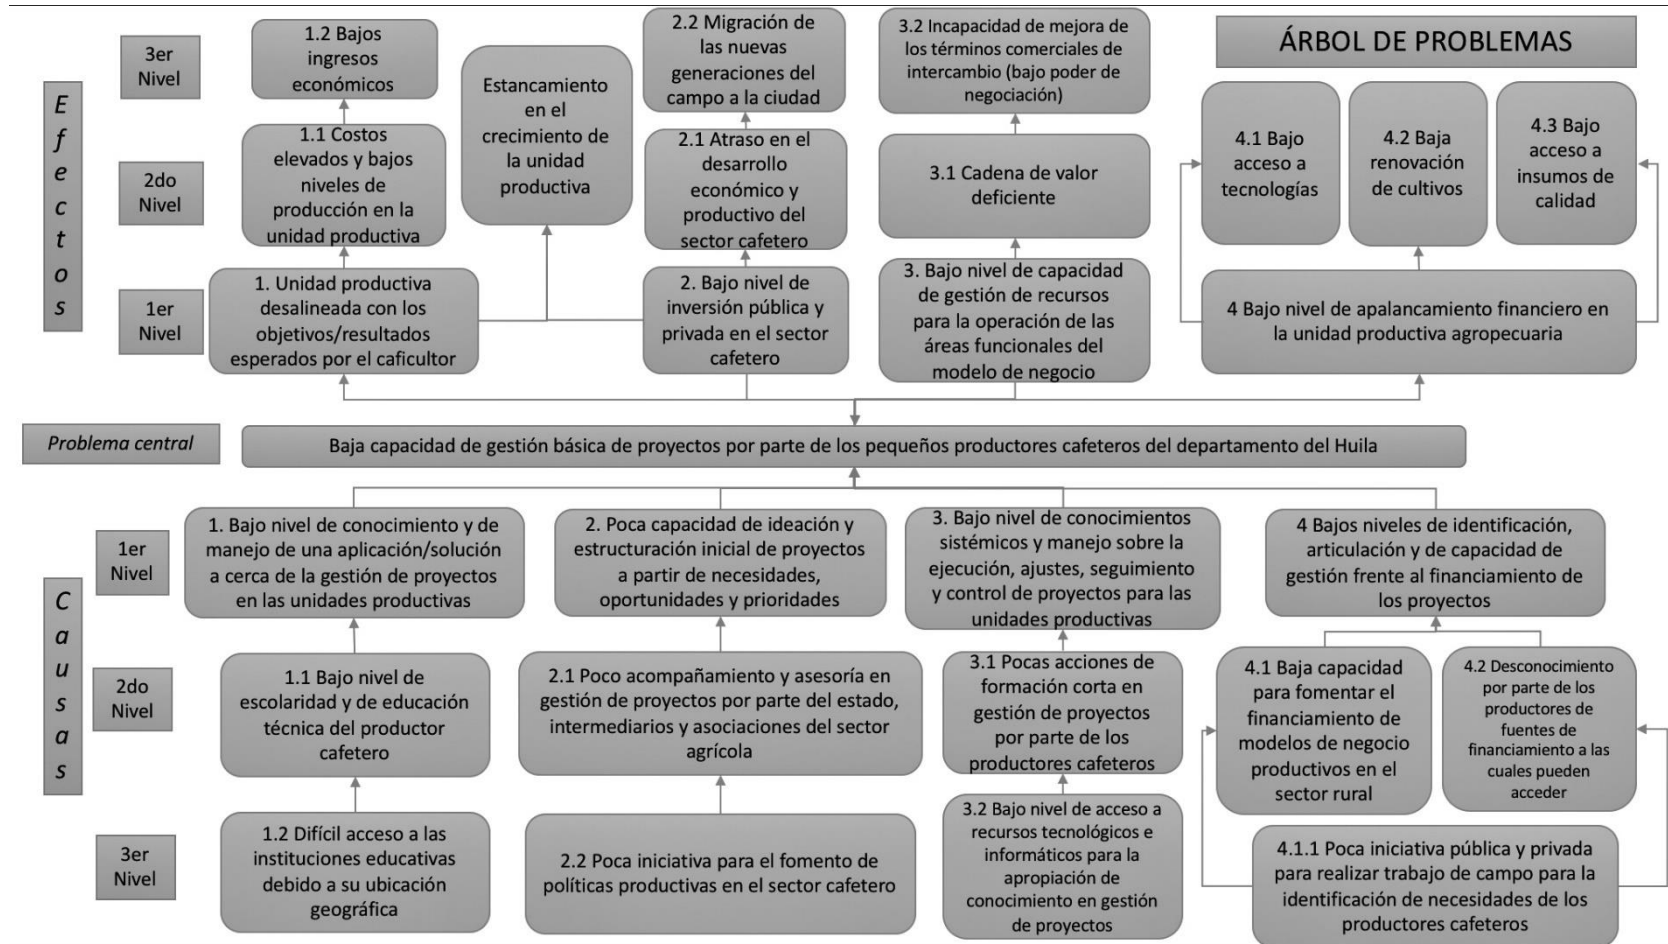 ÁRBOL DE PROBLEMAS
Efectos
3er
Nivel
1.2 Bajos
ingresos
económicos
Estancamiento
en el
crecimiento de
la unidad
productiva
2.2 Migración de
las nuevas
generaciones del
campo a la ciudad
3.2 Incapacidad de mejora de
los términos comerciales de
intercambio (bajo poder de
negociación)
2do
Nivel
1.1 Costos
elevados y bajos
niveles de
producción en la
unidad productiva
2.1 Atraso en el
desarrollo
económico y
productivo del
sector cafetero
3.1 Cadena de valor
deficiente
4.1 Bajo
acceso a
tecnologías
4.2 Baja
renovación
de cultivos
4.3 Bajo
acceso a
insumos de
calidad
1er
Nivel
1. Unidad productiva
desalineada con los
objetivos/resultados
esperados por el caficultor
2. Bajo nivel de
inversión pública y
privada en el sector
cafetero
3. Bajo nivel de capacidad
de gestión de recursos
para la operación de las
áreas funcionales del
modelo de negocio
4 Bajo nivel de apalancamiento financiero en
la unidad productiva agropecuaria
Problema central
Baja capacidad de gestión básica de proyectos por parte de los pequeños productores cafeteros del departamento del Huila
Causas
1er
Nivel
1. Bajo nivel de conocimiento y de
manejo de una aplicación/solución
a cerca de la gestión de proyectos
en las unidades productivas
2. Poca capacidad de ideación y
estructuración inicial de proyectos
a partir de necesidades,
oportunidades y prioridades
3. Bajo nivel de conocimientos
sistémicos y manejo sobre la
ejecución, ajustes, seguimiento
y control de proyectos para las
unidades productivas
4 Bajos niveles de identificación,
articulación y de capacidad de
gestión frente al financiamiento de
los proyectos
2do
Nivel
1.1 Bajo nivel de
escolaridad y de educación
técnica del productor
cafetero
2.1 Poco acompañamiento y asesoría en
gestión de proyectos por parte del estado,
intermediarios y asociaciones del sector
agrícola
3.1 Pocas acciones de
formación corta en
gestión de proyectos
por parte de los
productores cafeteros
4.1 Baja capacidad
para fomentar el
financiamiento de
modelos de negocio
productivos en el
sector rural
4.2 Desconocimiento
por parte de los
productores de
fuentes de
financiamiento a las
cuales pueden
acceder
3er
Nivel
1.2 Difícil acceso a las
instituciones educativas
debido a su ubicación
geográfica
2.2 Poca iniciativa para el fomento de
políticas productivas en el sector cafetero
3.2 Bajo nivel de acceso a
recursos tecnológicos e
informáticos para la
apropiación de
conocimiento en gestión
de proyectos
4.1.1 Poca iniciativa pública y privada
para realizar trabajo de campo para la
identificación de necesidades de los
productores cafeteros